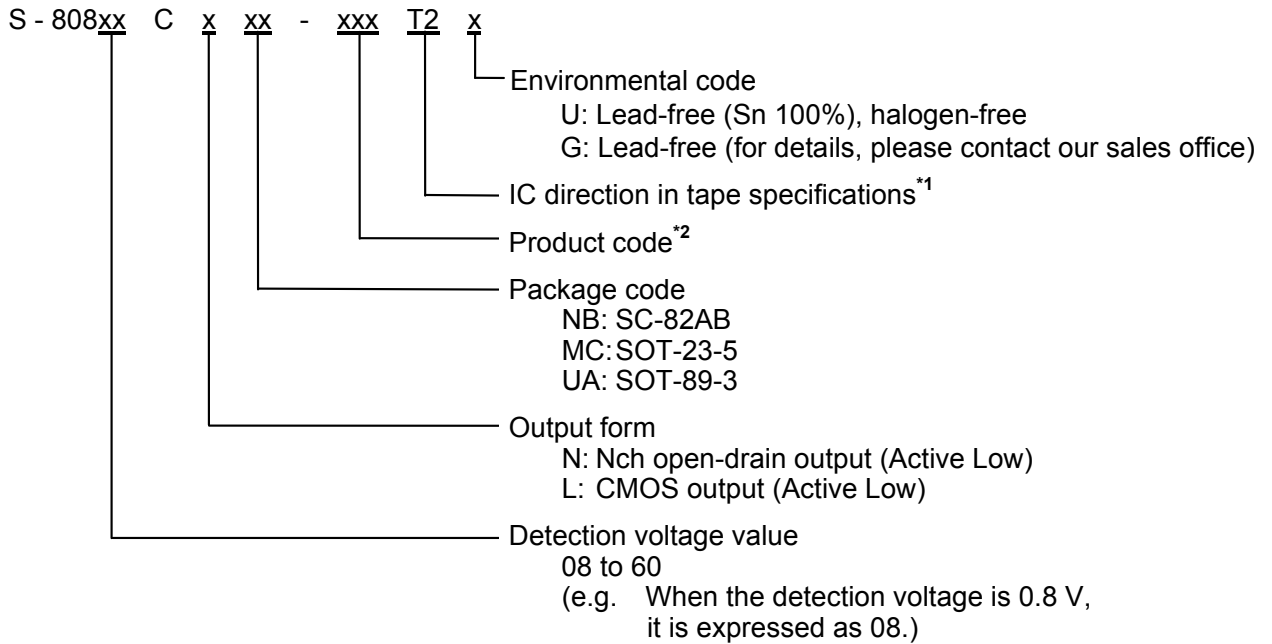 S - 808xx C x xx - xxx T2 x
Environmental code
U: Lead-free (Sn 100%), halogen-free
G: Lead-free (for details, please contact our sales office)
IC direction in tape specifications*1
Product code*2
Package code
NB: SC-82AB
MC: SOT-23-5
UA: SOT-89-3
Output form
N: Nch open-drain output (Active Low)
L: CMOS output (Active Low)
Detection voltage value
08 to 60
(e.g. When the detection voltage is 0.8 V,
it is expressed as 08.)